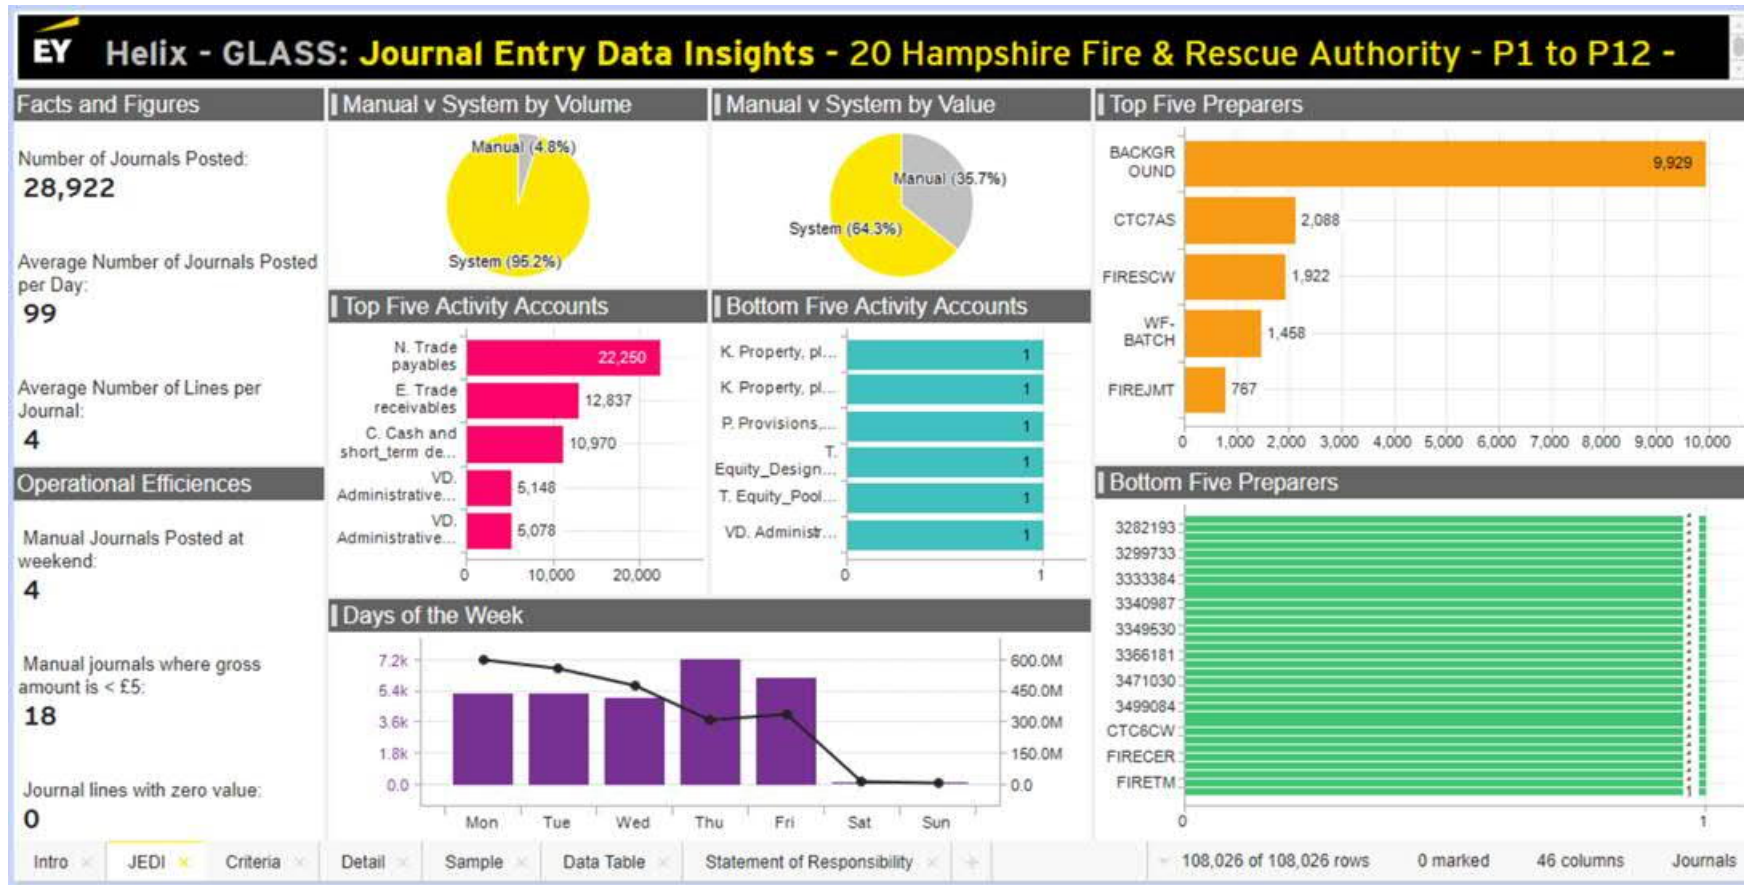 EY Helix - GLASS: Journal Entry Data Insights - 20 Hampshire Fire & Rescue Authority - P1 to P12 -
Facts and Figures
Number of Journals Posted:
28,922
Average Number of Journals Posted
per Day:
99
Average Number of Lines per
Journal:
4
Operational Efficiences
Manual Journals Posted at
weekend:
4
Manual journals where gross
amount is < £5:
18
Journal lines with zero value:
0
Manual v System by Volume
Manual (4.8%)
System (95.2%)
Manual v System by Value
Manual (35.7%)
System (64.3%)
Top Five Activity Accounts
N. Trade
payables
22,250
E. Trade
receivables
12,837
C. Cash and
short_term de...
10,970
VD.
Administrative...
5,148
VD.
Administrative...
5,078
0 10,000 20,000
Bottom Five Activity Accounts
K. Property, pl...
1
K. Property, pl...
1
P. Provisions,...
1
T.
Equity_Design...
1
T. Equity_Pool...
1
VD. Administr...
1
0 1
Days of the Week
7.2k
5.4k
3.6k
1.8k
0.0
600.0M
450.0M
300.0M
150.0M
0.0
Mon Tue Wed Thu Fri Sat Sun
Top Five Preparers
BACKGR
OUND
9,929
CTC7AS
2,088
FIRESCW
1,922
WF-
BATCH
1,458
FIREJMT
767
0 1,000 2,000 3,000 4,000 5,000 6,000 7,000 8,000 9,000 10,000
Bottom Five Preparers
3282193
3299733
3333384
3340987
3349530
3366181
3471030
3499084
CTC6CW
FIRECER
FIRETM
0 1
Intro JEDI Criteria Detail Sample Data Table Statement of Responsibility
108,026 of 108,026 rows 0 marked 46 columns Journals